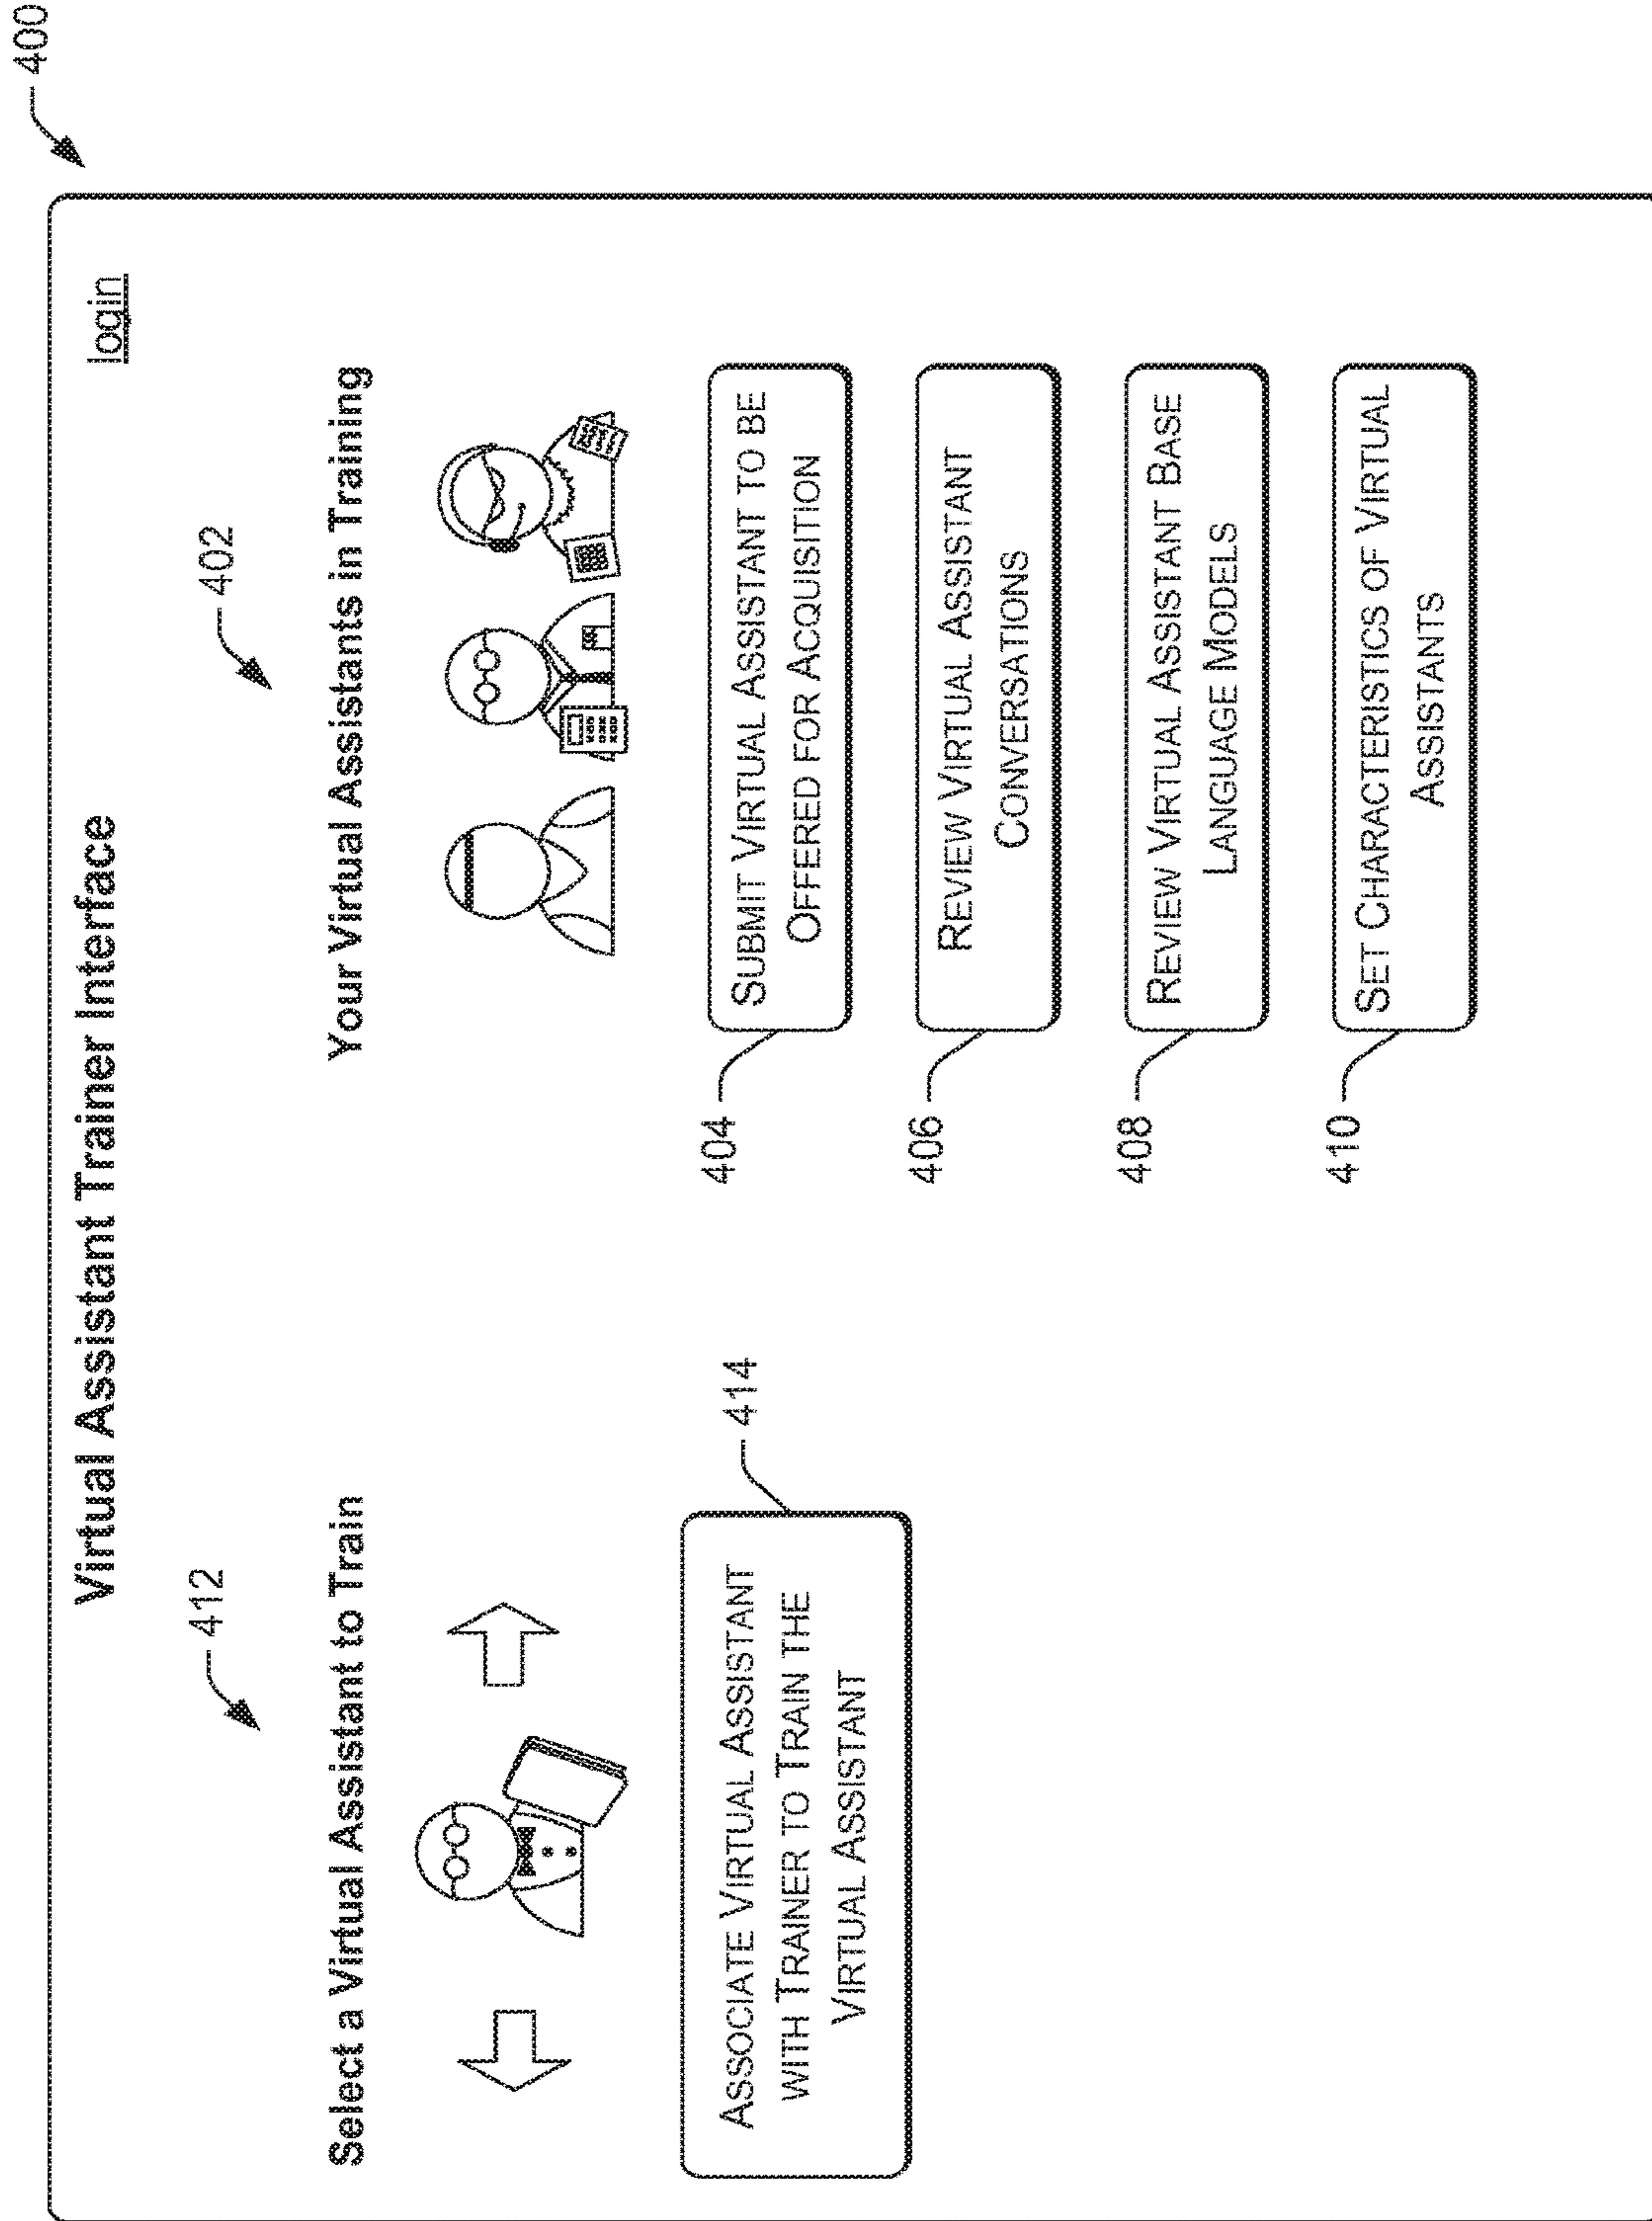 400
Virtual Assistant Trainer Interface
login
412
Select a Virtual Assistant to Train
ASSOCIATE VIRTUAL ASSISTANT
WITH TRAINER TO TRAIN THE
VIRTUAL ASSISTANT
414
402
Your Virtual Assistants in Training
404
SUBMIT VIRTUAL ASSISTANT TO BE
OFFERED FOR ACQUISITION
406
REVIEW VIRTUAL ASSISTANT
CONVERSATIONS
408
REVIEW VIRTUAL ASSISTANT BASE
LANGUAGE MODELS
410
SET CHARACTERISTICS OF VIRTUAL
ASSISTANTS